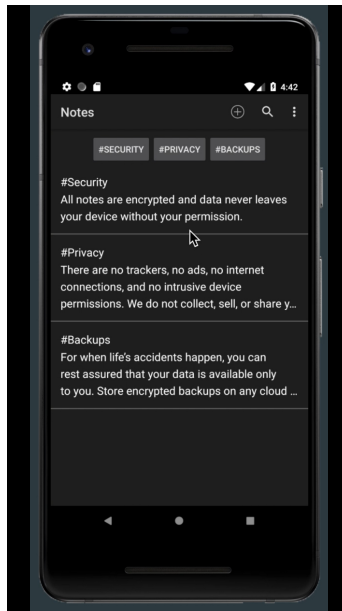 4:42
Notes
#SECURITY #PRIVACY #BACKUPS
#Security
All notes are encrypted and data never leaves
your device without your permission.
#Privacy
There are no trackers, no ads, no internet
connections, and no intrusive device
permissions. We do not collect, sell, or share y…
#Backups
For when life's accidents happen, you can
rest assured that your data is available only
to you. Store encrypted backups on any cloud …